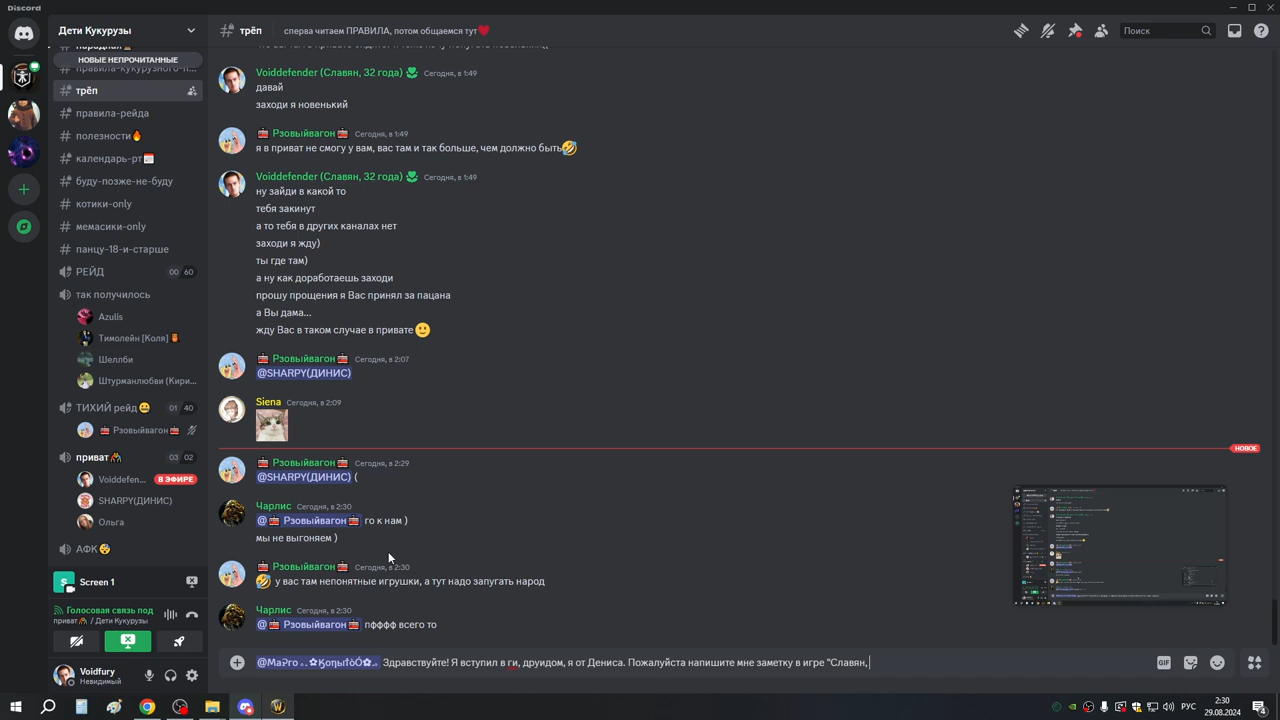 Discord
Дети Кукурузы
трёп
сперва читаем ПРАВИЛА, потом общаемся тут❤️
Поиск
НОВЫЕ НЕПРОЧИТАННЫЕ
правила-кукурузного-п...
трёп
правила-рейда
полезности🔥
календарь-рт📅
буду-позже-не-буду
котики-only
мемасики-only
панцу-18-и-старше
РЕЙД 00 60
так получилось
Azulis
Тимолейн [Коля]
Шеллби
Штурманлюбви (Кири...
ТИХИЙ рейд 01 40
Рзовыйвагон
приват 03 02
Voiddefen... В ЭФИРЕ
SHARPY(ДИНИС)
Ольга
АФК
Screen 1
Голосовая связь под
приват / Дети Кукурузы
Voidfury
Невидимый
Voiddefender (Славян, 32 года) Сегодня, в 1:49
давай
заходи я новенький
Рзовыйвагон Сегодня, в 1:49
я в приват не смогу у вам, вас там и так больше, чем должно быть🤣
Voiddefender (Славян, 32 года) Сегодня, в 1:49
ну зайди в какой то
тебя закинут
а то тебя в других каналах нет
заходи я жду)
ты где там)
а ну как доработаешь заходи
прошу прощения я Вас принял за пацана
а Вы дама...
жду Вас в таком случае в привате🙂
Рзовыйвагон Сегодня, в 2:07
@SHARPY(ДИНИС)
Siena Сегодня, в 2:09
НОВОЕ
Рзовыйвагон Сегодня, в 2:29
@SHARPY(ДИНИС) (
Чарлис Сегодня, в 2:30
@Рзовыйвагон го к нам )
мы не выгоняем )
Рзовыйвагон Сегодня, в 2:30
🤣 у вас там непонятные игрушки, а тут надо запугать народ
Чарлис Сегодня, в 2:30
@Рзовыйвагон пфффф всего то
Здравствуйте! Я вступил в ги, друидом, я от Дениса. Пожалуйста напишите мне заметку в игре "Славян,
GIF
РУС
2:30
29.08.2024